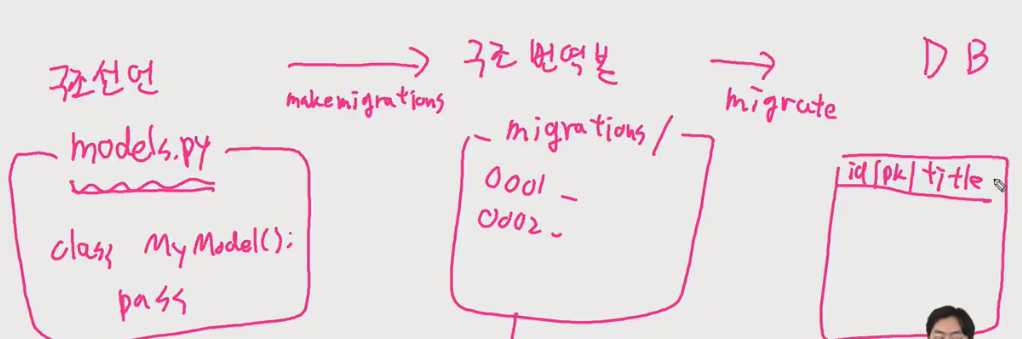 구조선언
makemigrations
구조 번역본
migrate
DB
models.py
class MyModel():
pass
migrations/
0001_
0002_
id|pk|title